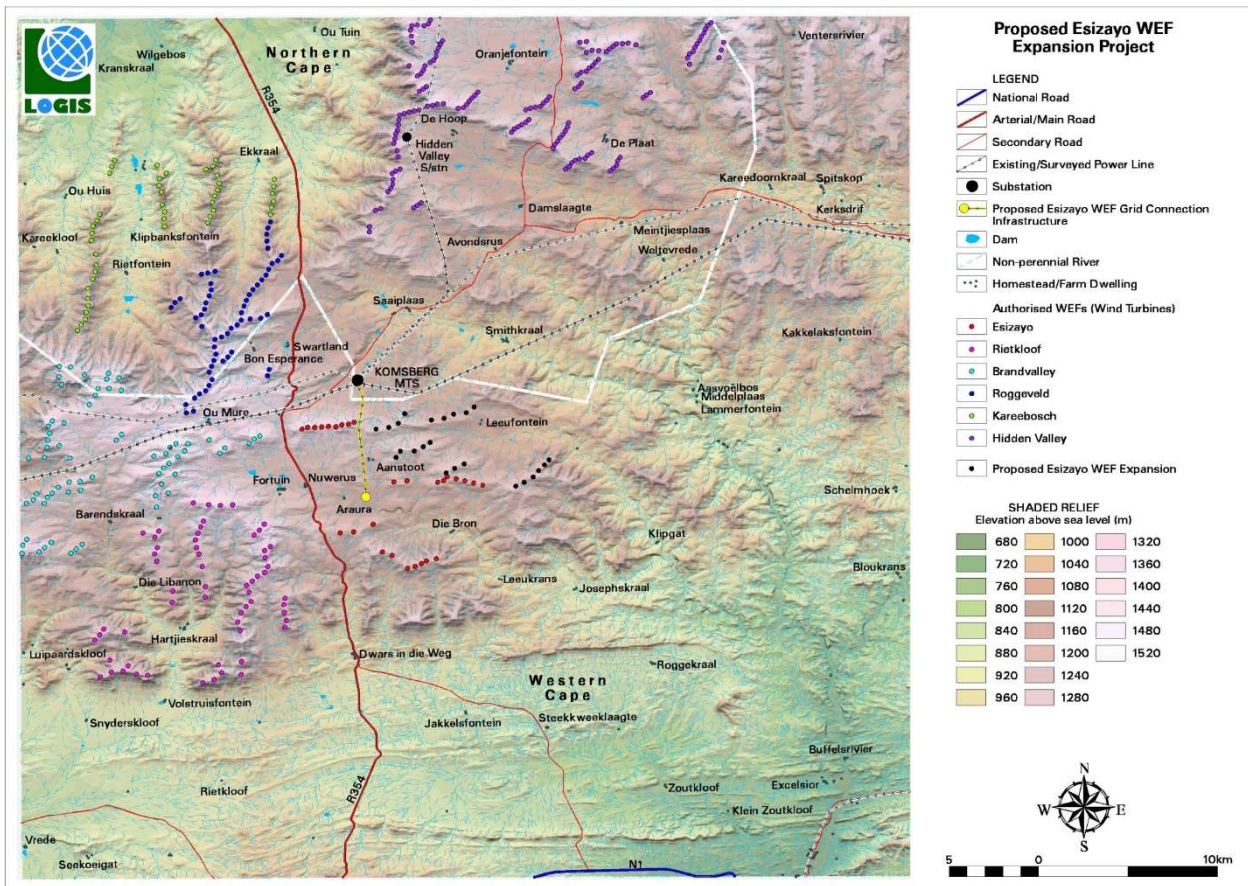 LOGIS
Ou Tuin
Wilgebos
Kranskraal
Northern
Cape
Oranjefontein
Ventersrivier
R354
De Hoop
Hidden
Valley
S/stn
De Plaat
Ekkraal
Ou Huis
Kareedoornkraal
Spitskop
Kerksdrif
Damslaagte
Kareekloof
Klipbanksfontein
Rietfontein
Avondsrus
Meintjiesplaas
Weltevrede
Saaiplaas
Smithkraal
Kakkelaksfontein
Swartland
Bon Esperance
KOMSBERG
MTS
Aasvoëlbos
Middelplaas
Lammerfontein
Ou Mure
Leeufontein
Aanstoot
Fortuin
Nuwerus
Araura
Schelmhoek
Barendskraal
Die Bron
Klipgat
Bloukrans
Die Libanon
Leeukrans
Josephskraal
Hartjieskraal
Luipaardskloof
Dwars in die Weg
Roggekraal
Western
Cape
Volstruisfontein
Snyderskloof
Jakkelsfontein
Steekkweeklaagte
Buffelsrivier
Rietkloof
R354
Zoutkloof
Excelsior
Klein Zoutkloof
Vrede
Seekoeigat
N1
Proposed Esizayo WEF
Expansion Project
LEGEND
National Road
Arterial/Main Road
Secondary Road
Existing/Surveyed Power Line
Substation
Proposed Esizayo WEF Grid Connection
Infrastructure
Dam
Non-perennial River
Homestead/Farm Dwelling
Authorised WEFs (Wind Turbines)
Esizayo
Rietkloof
Brandvalley
Roggeveld
Kareebosch
Hidden Valley
Proposed Esizayo WEF Expansion
SHADED RELIEF
Elevation above sea level (m)
680 1000 1320
720 1040 1360
760 1080 1400
800 1120 1440
840 1160 1480
880 1200 1520
920 1240
960 1280
N
W E
S
5 0 10km